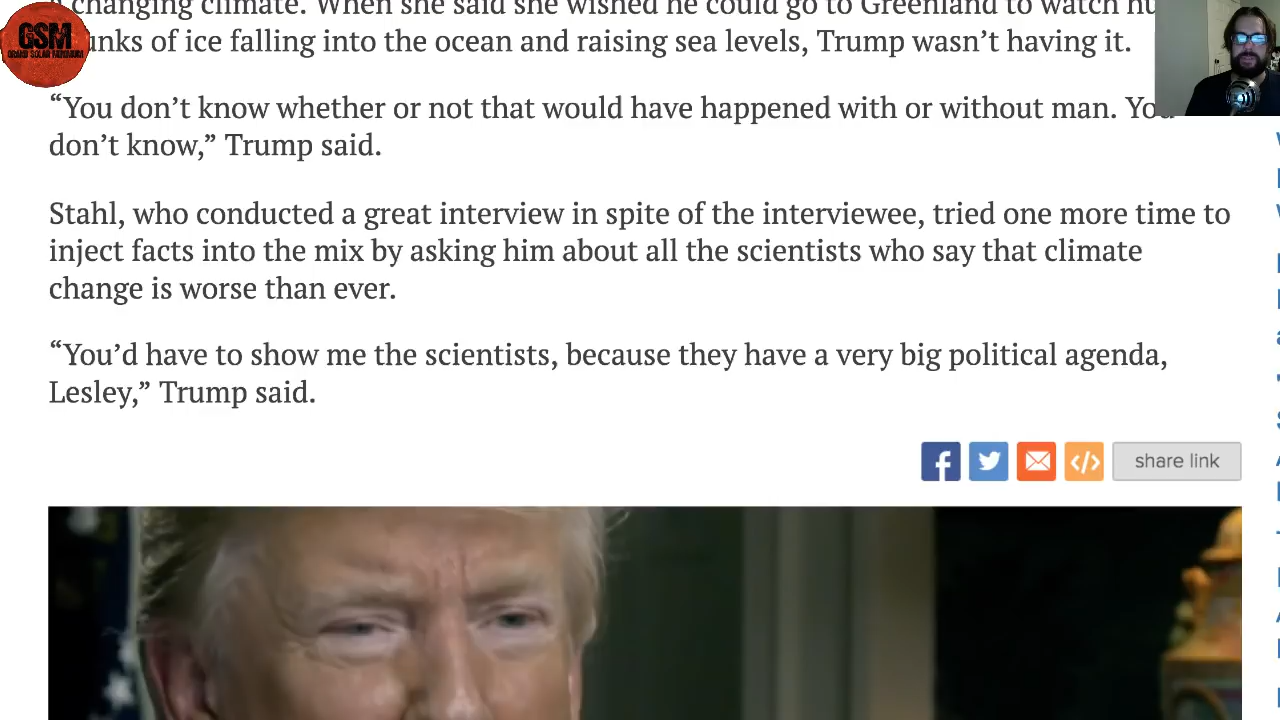 GSM
GRAND SOLAR MINIMUM
changing climate. When she said she wished he could go to Greenland to watch
of ice falling into the ocean and raising sea levels, Trump wasn’t having it.
“You don’t know whether or not that would have happened with or without man. You
don’t know,” Trump said.
Stahl, who conducted a great interview in spite of the interviewee, tried one more time to
inject facts into the mix by asking him about all the scientists who say that climate
change is worse than ever.
“You’d have to show me the scientists, because they have a very big political agenda,
Lesley,” Trump said.
share link